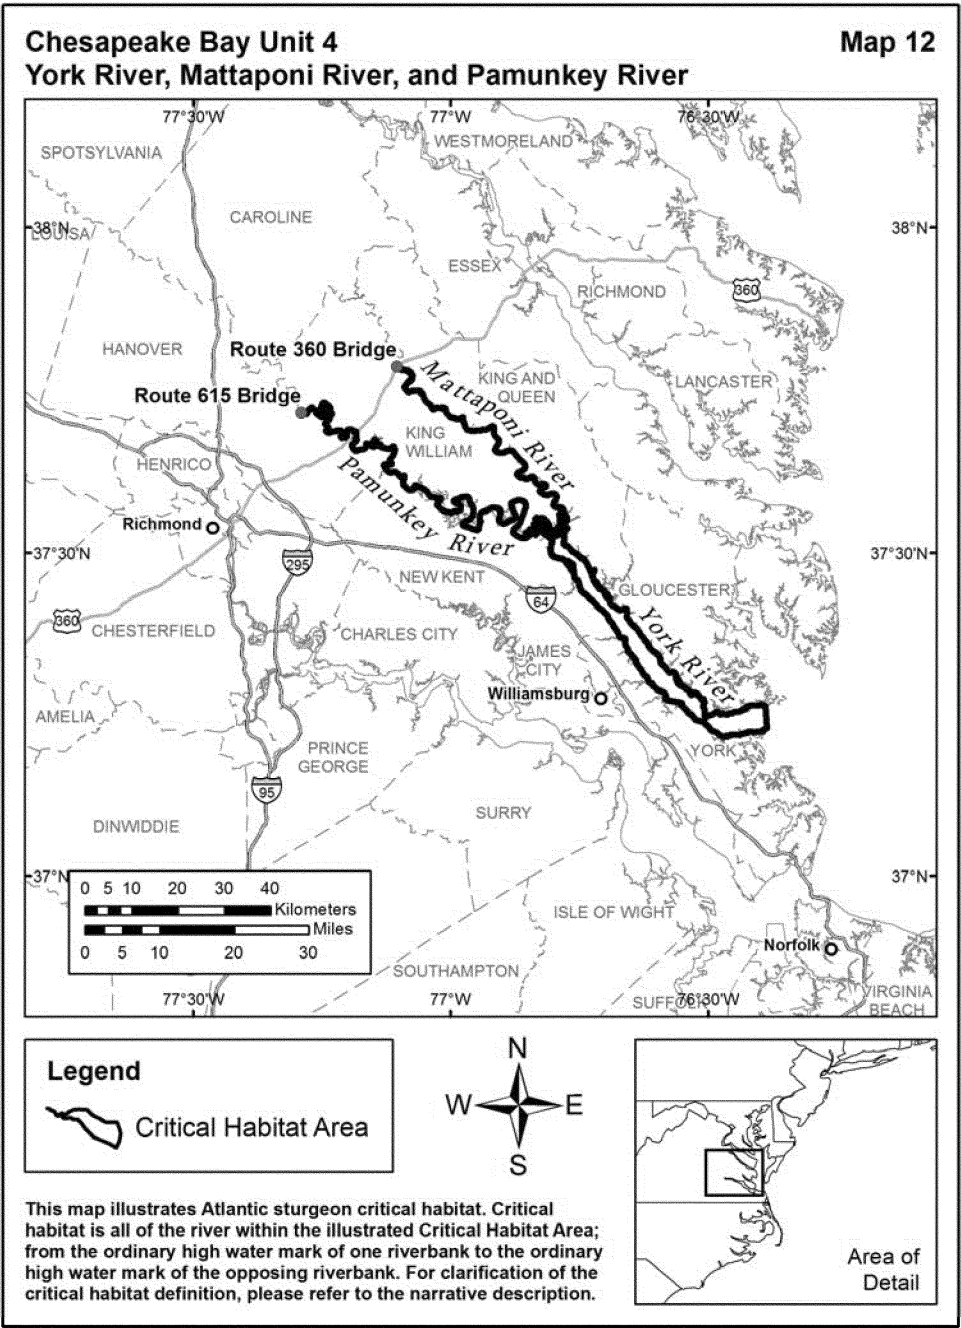 Chesapeake Bay Unit 4
Map 12
York River, Mattaponi River, and Pamunkey River
77°30'W
77°W
76°30'W
WESTMORELAND
SPOTSYLVANIA
CAROLINE
38°N
38°N
LOUISA
ESSEX
RICHMOND
360
HANOVER
Route 360 Bridge
Mattaponi River
KING AND
QUEEN
LANCASTER
Route 615 Bridge
KING
WILLIAM
HENRICO
Pamunkey River
Richmond
37°30'N
37°30'N
295
NEW KENT
64
GLOUCESTER
360
CHESTERFIELD
CHARLES CITY
York River
JAMES
CITY
Williamsburg
AMELIA
PRINCE
GEORGE
YORK
95
DINWIDDIE
SURRY
37°N
37°N
0 5 10 20 30 40
Kilometers
Miles
0 5 10 20 30
ISLE OF WIGHT
Norfolk
SOUTHAMPTON
77°30'W
77°W
SUFFOLK
76°30'W
VIRGINIA
BEACH
Legend
Critical Habitat Area
N
W
E
S
This map illustrates Atlantic sturgeon critical habitat. Critical
habitat is all of the river within the illustrated Critical Habitat Area;
from the ordinary high water mark of one riverbank to the ordinary
high water mark of the opposing riverbank. For clarification of the
critical habitat definition, please refer to the narrative description.
Area of
Detail